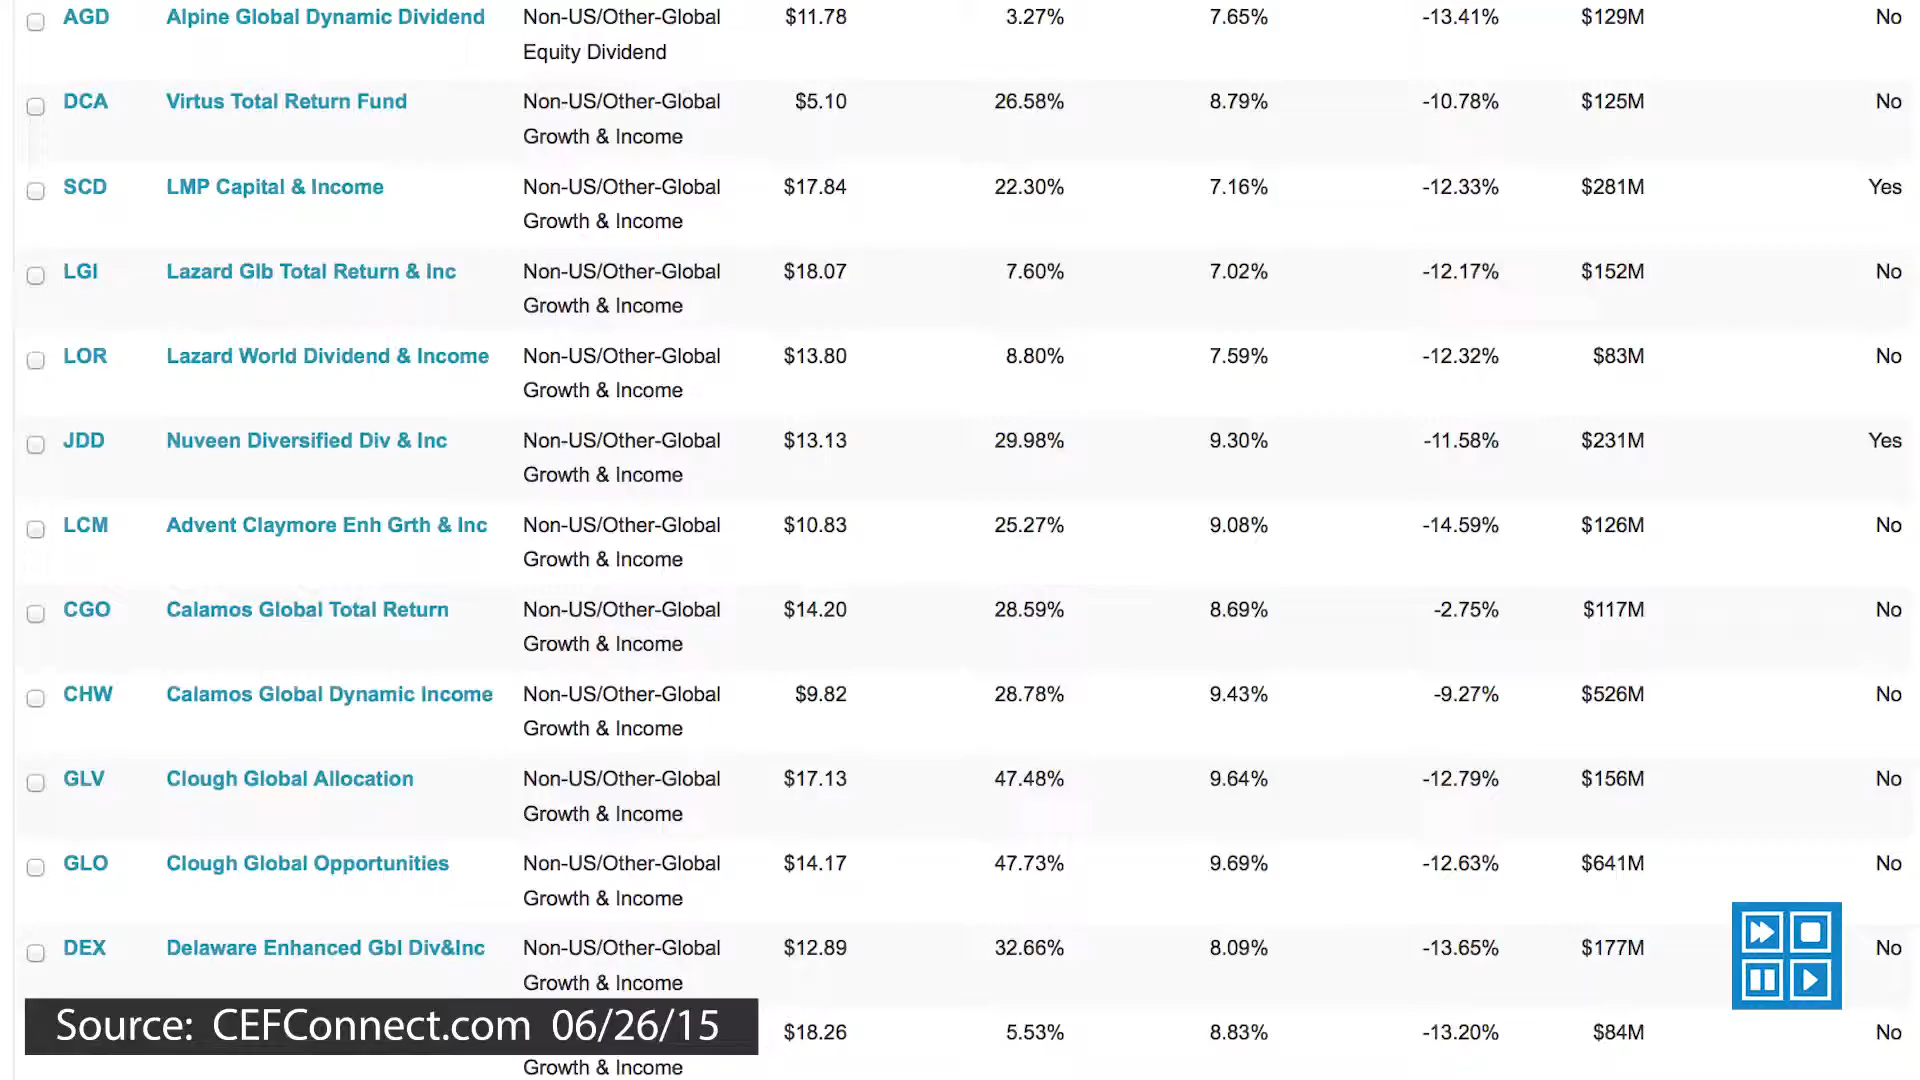 AGD Alpine Global Dynamic Dividend Non-US/Other-Global $11.78 3.27% 7.65% -13.41% $129M No
Equity Dividend
DCA Virtus Total Return Fund Non-US/Other-Global $5.10 26.58% 8.79% -10.78% $125M No
Growth & Income
SCD LMP Capital & Income Non-US/Other-Global $17.84 22.30% 7.16% -12.33% $281M Yes
Growth & Income
LGI Lazard Glb Total Return & Inc Non-US/Other-Global $18.07 7.60% 7.02% -12.17% $152M No
Growth & Income
LOR Lazard World Dividend & Income Non-US/Other-Global $13.80 8.80% 7.59% -12.32% $83M No
Growth & Income
JDD Nuveen Diversified Div & Inc Non-US/Other-Global $13.13 29.98% 9.30% -11.58% $231M Yes
Growth & Income
LCM Advent Claymore Enh Grth & Inc Non-US/Other-Global $10.83 25.27% 9.08% -14.59% $126M No
Growth & Income
CGO Calamos Global Total Return Non-US/Other-Global $14.20 28.59% 8.69% -2.75% $117M No
Growth & Income
CHW Calamos Global Dynamic Income Non-US/Other-Global $9.82 28.78% 9.43% -9.27% $526M No
Growth & Income
GLV Clough Global Allocation Non-US/Other-Global $17.13 47.48% 9.64% -12.79% $156M No
Growth & Income
GLO Clough Global Opportunities Non-US/Other-Global $14.17 47.73% 9.69% -12.63% $641M No
Growth & Income
DEX Delaware Enhanced Gbl Div&Inc Non-US/Other-Global $12.89 32.66% 8.09% -13.65% $177M No
Growth & Income
Source: CEFConnect.com 06/26/15 $18.26 5.53% 8.83% -13.20% $84M No
Growth & Income